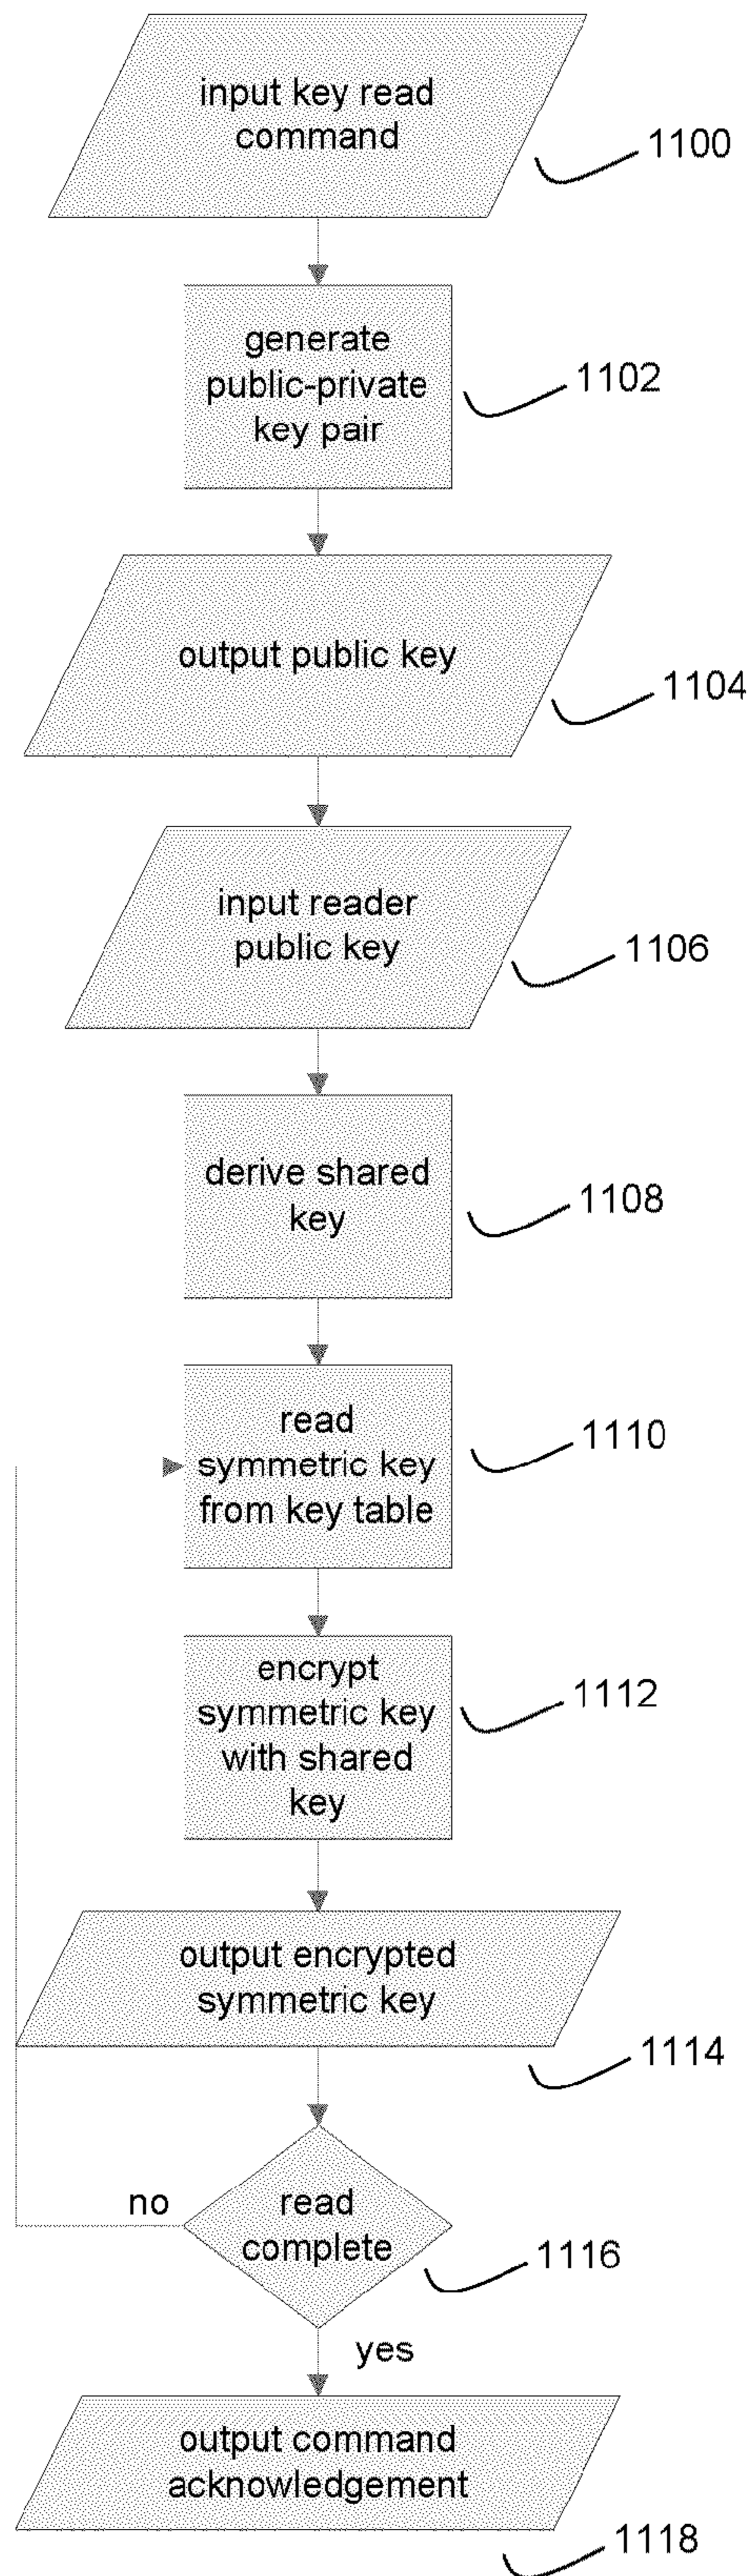 input key read
command
1100
generate
public-private
key pair
1102
output public key
1104
input reader
public key
1106
derive shared
key
1108
read
symmetric key
from key table
1110
encrypt
symmetric key
with shared
key
1112
output encrypted
symmetric key
1114
no
read
complete
1116
yes
output command
acknowledgement
1118